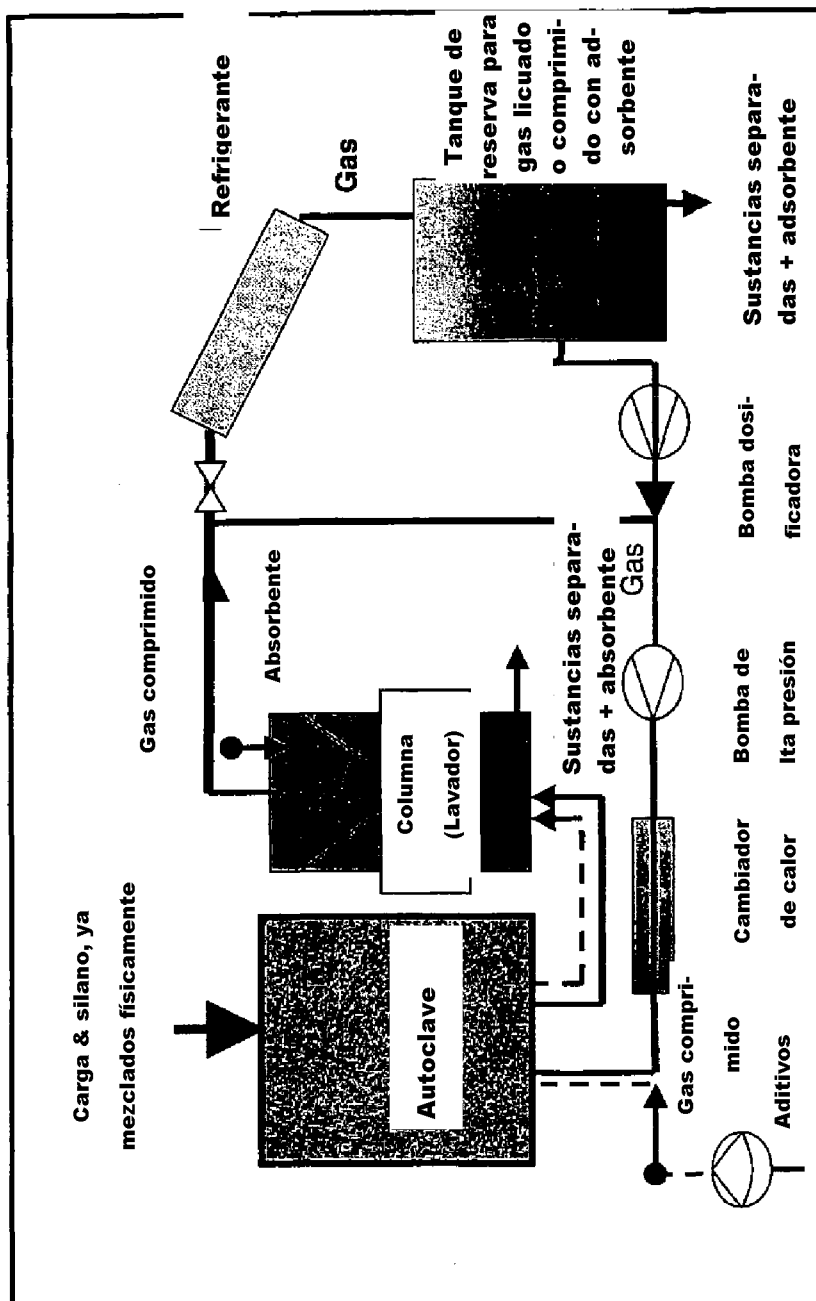 Carga & silano, ya
mezclados físicamente
Autoclave
Gas comprimido
Absorbente
Columna
(Lavador)
Sustancias separa-
das + absorbente
Refrigerante
Gas
Tanque de
reserva para
gas licuado
o comprimi-
do con ad-
sorbente
Sustancias separa-
das + adsorbente
Bomba dosi-
ficadora
Gas
Bomba de
lta presión
Cambiador
de calor
Gas compri-
mido
Aditivos